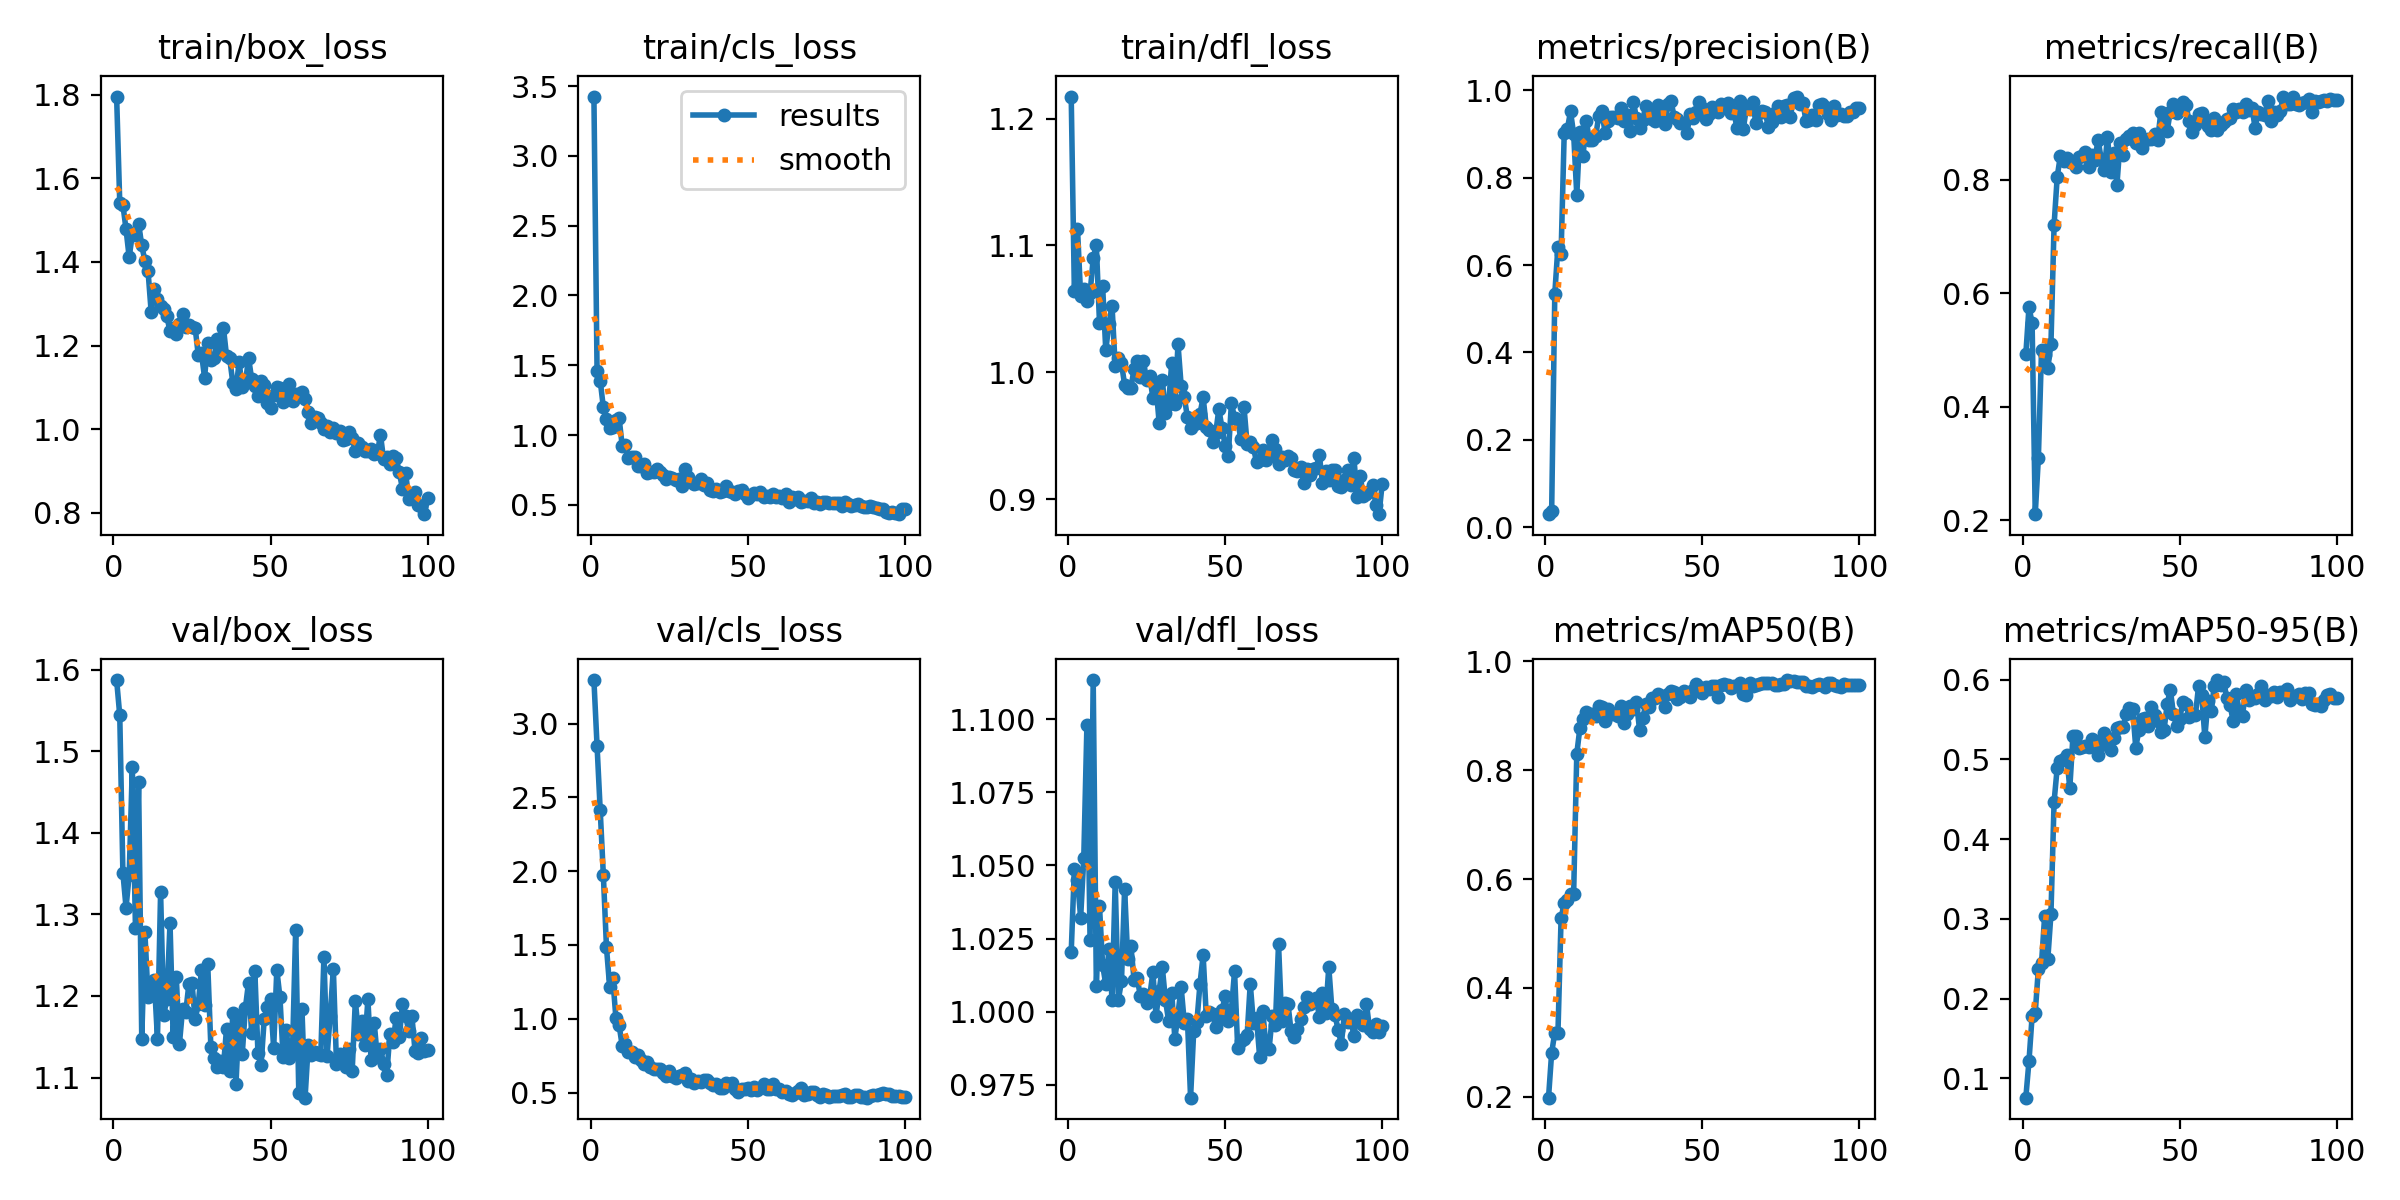 train/box_loss
1.8
1.6
1.4
1.2
1.0
0.8
0 50 100
train/cls_loss
results
smooth
3.5
3.0
2.5
2.0
1.5
1.0
0.5
0 50 100
train/dfl_loss
1.2
1.1
1.0
0.9
0 50 100
metrics/precision(B)
1.0
0.8
0.6
0.4
0.2
0.0
0 50 100
metrics/recall(B)
0.8
0.6
0.4
0.2
0 50 100
val/box_loss
1.6
1.5
1.4
1.3
1.2
1.1
0 50 100
val/cls_loss
3.0
2.5
2.0
1.5
1.0
0.5
0 50 100
val/dfl_loss
1.100
1.075
1.050
1.025
1.000
0.975
0 50 100
metrics/mAP50(B)
1.0
0.8
0.6
0.4
0.2
0 50 100
metrics/mAP50-95(B)
0.6
0.5
0.4
0.3
0.2
0.1
0 50 100